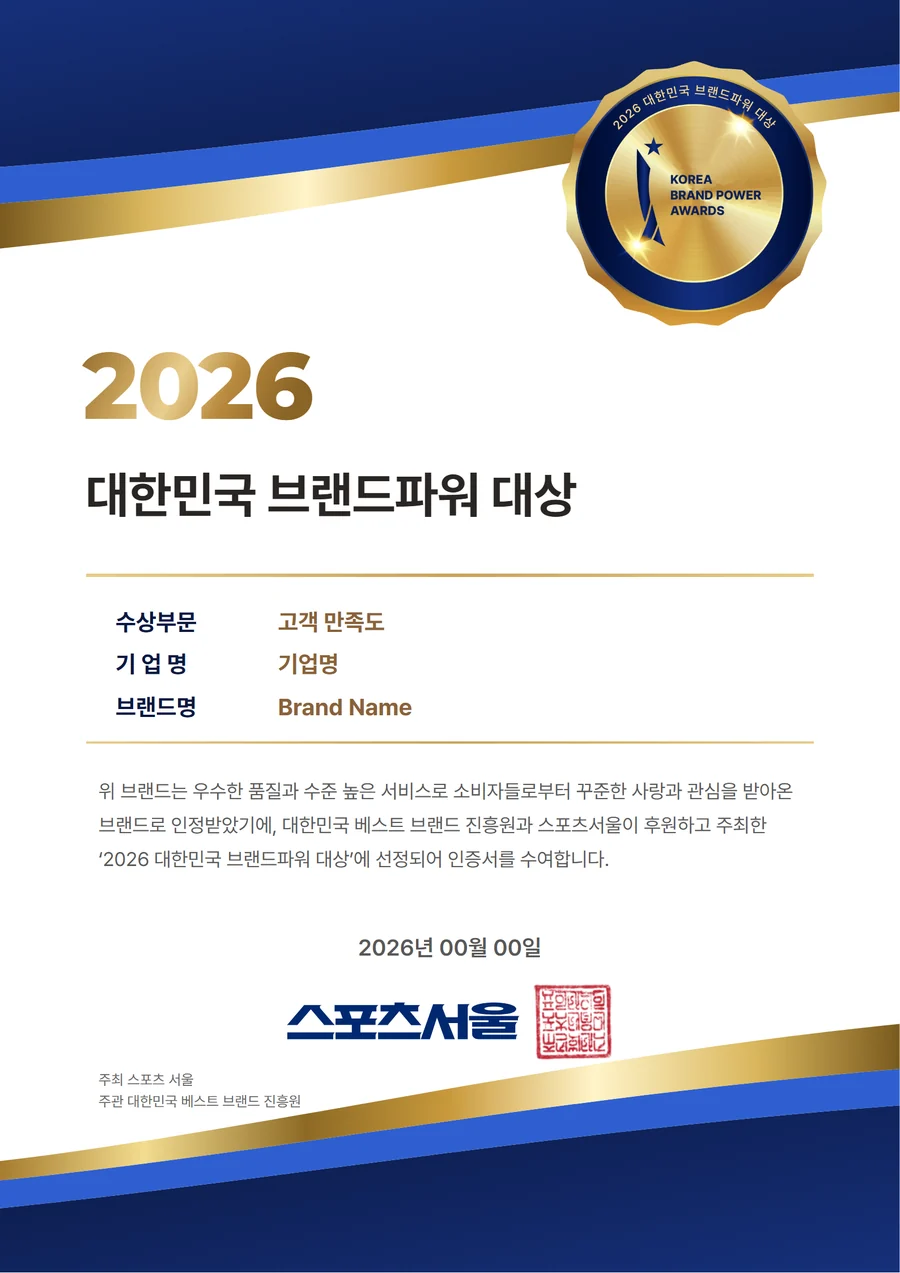 2026 대한민국 브랜드파워 대상
KOREA
BRAND POWER
AWARDS
2026
대한민국 브랜드파워 대상
수상부문 고객 만족도
기 업 명 기업명
브랜드명 Brand Name
위 브랜드는 우수한 품질과 수준 높은 서비스로 소비자들로부터 꾸준한 사랑과 관심을 받아온
브랜드로 인정받았기에, 대한민국 베스트 브랜드 진흥원과 스포츠서울이 후원하고 주최한
‘2026 대한민국 브랜드파워 대상’에 선정되어 인증서를 수여합니다.
2026년 00월 00일
스포츠서울
주최 스포츠 서울
주관 대한민국 베스트 브랜드 진흥원